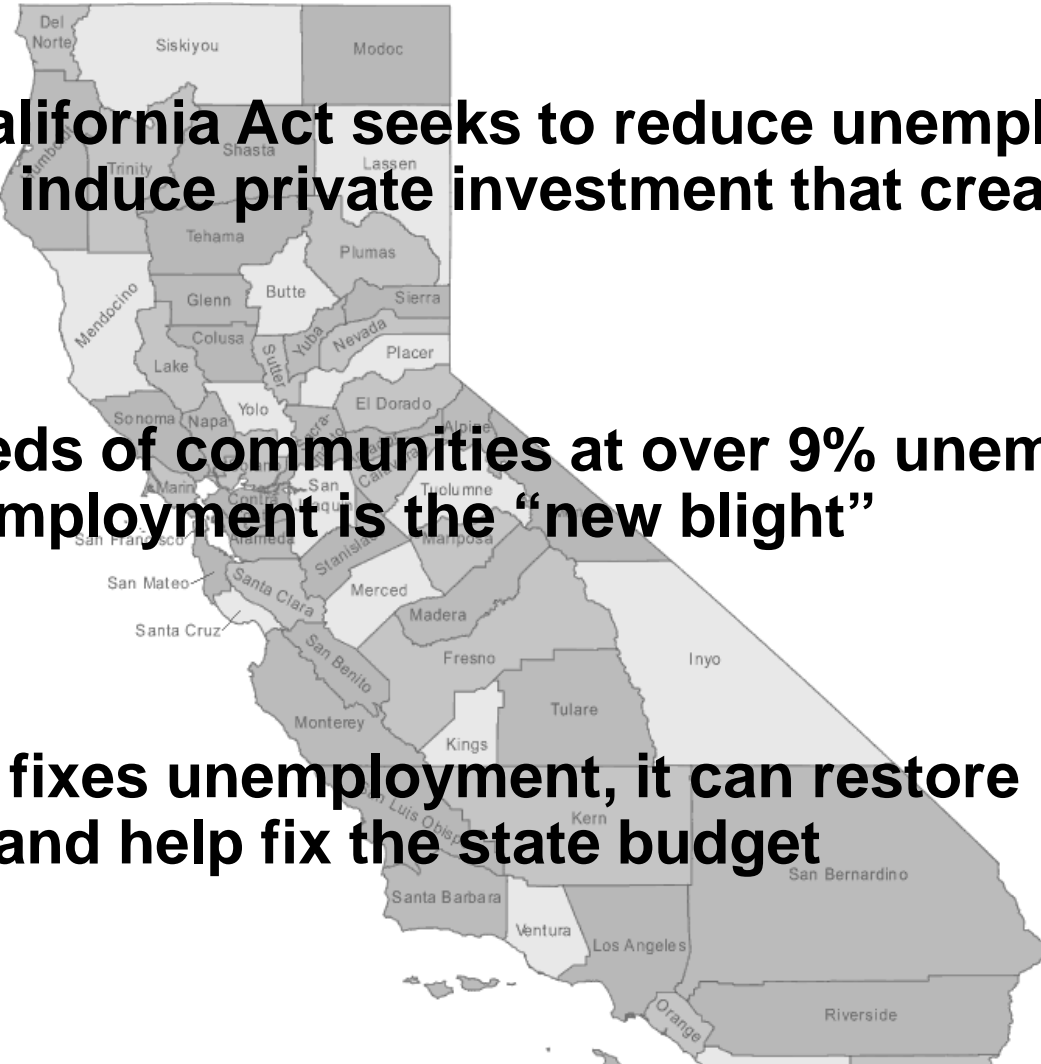 Del
Norte
Siskiyou
Modoc
alifornia Act seeks to reduce unempl
Shasta
Trinity
Lassen
induce private investment that crea
Tehama
Plumas
Mendocino
Glenn
Butte
Sierra
Colusa
Sutter
Yuba
Nevada
Placer
Lake
Yolo
El Dorado
Sonoma
Napa
Alpine
eds of communities at over 9% unem
Marin
San
Tuolumne
mployment is the “new blight”
San Francisco
Alameda
Stanisla
Mariposa
San Mateo
Santa Clara
Merced
Madera
Santa Cruz
San Benito
Fresno
Inyo
Monterey
Tulare
Kings
fixes unemployment, it can restore
Luis Obisp
Kern
and help fix the state budget
San Bernardino
Santa Barbara
Ventura
Los Angeles
Orange
Riverside